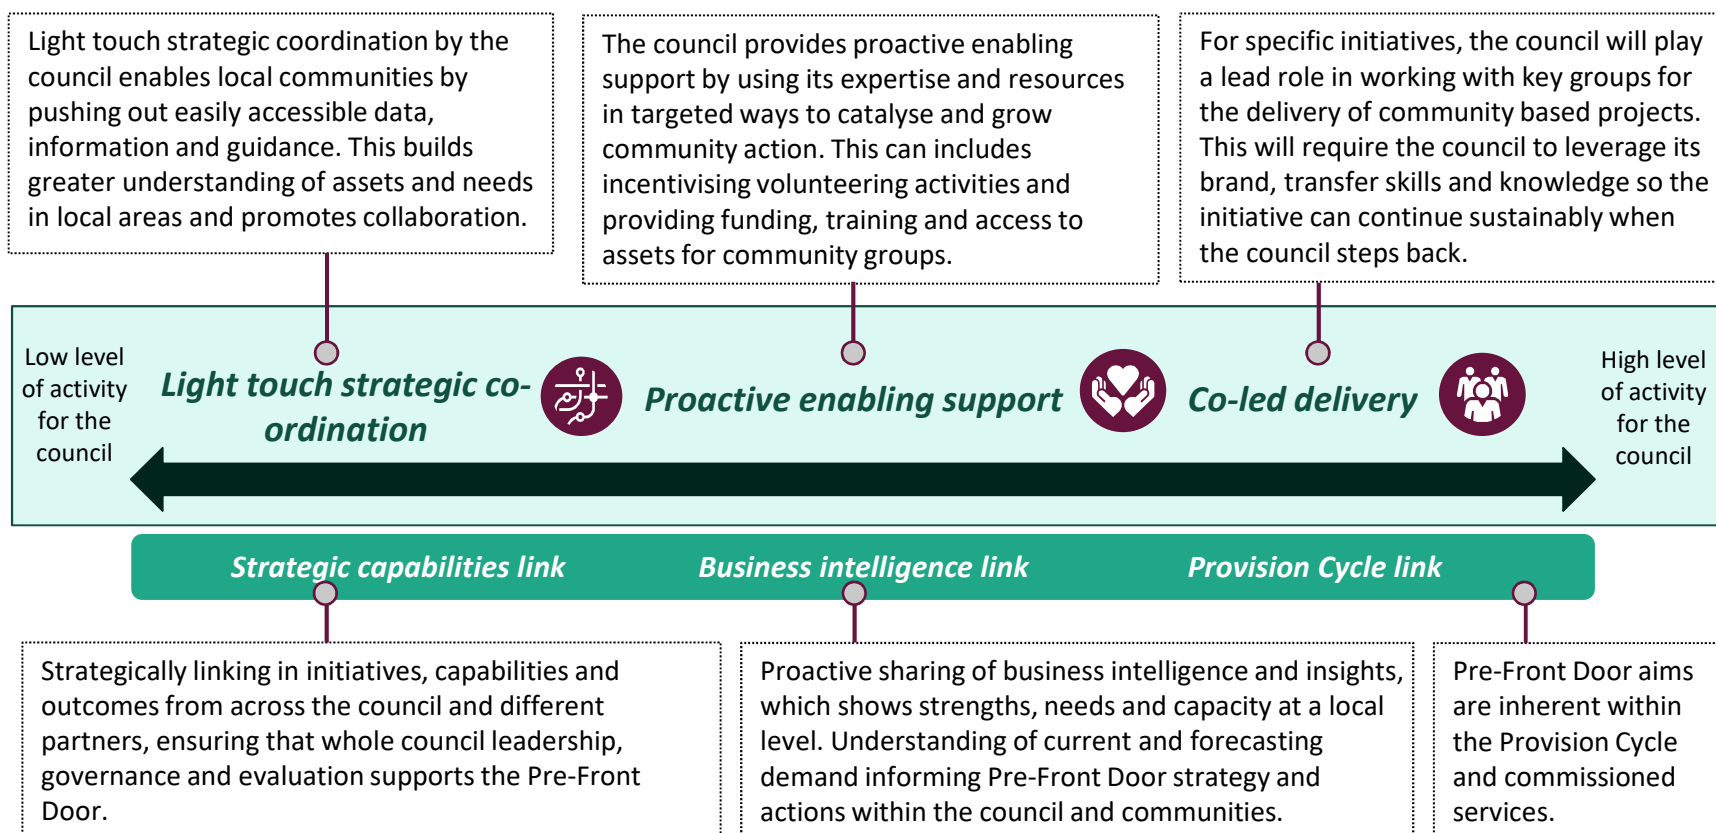 Light touch strategic coordination by the
council enables local communities by
pushing out easily accessible data,
information and guidance. This builds
greater understanding of assets and needs
in local areas and promotes collaboration.
The council provides proactive enabling
support by using its expertise and resources
in targeted ways to catalyse and grow
community action. This can includes
incentivising volunteering activities and
providing funding, training and access to
assets for community groups.
For specific initiatives, the council will play
a lead role in working with key groups for
the delivery of community based projects.
This will require the council to leverage its
brand, transfer skills and knowledge so the
initiative can continue sustainably when
the council steps back.
Low level
of activity
for the
council
Light touch strategic co-
ordination
Proactive enabling support
Co-led delivery
High level
of activity
for the
council
Strategic capabilities link
Business intelligence link
Provision Cycle link
Strategically linking in initiatives, capabilities and
outcomes from across the council and different
partners, ensuring that whole council leadership,
governance and evaluation supports the Pre-Front
Door.
Proactive sharing of business intelligence and insights,
which shows strengths, needs and capacity at a local
level. Understanding of current and forecasting
demand informing Pre-Front Door strategy and
actions within the council and communities.
Pre-Front Door aims
are inherent within
the Provision Cycle
and commissioned
services.